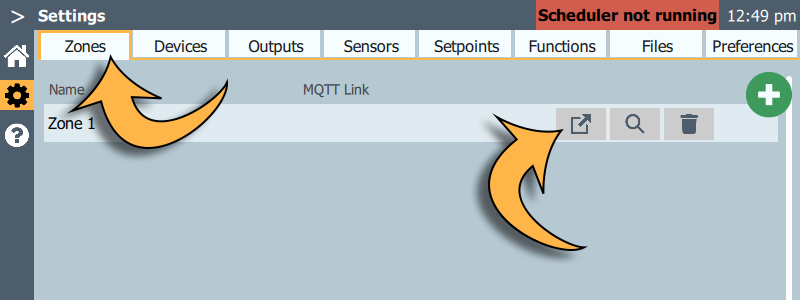 > Settings Scheduler not running 12:49 pm
Zones Devices Outputs Sensors Setpoints Functions Files Preferences
Name MQTT Link
Zone 1
?